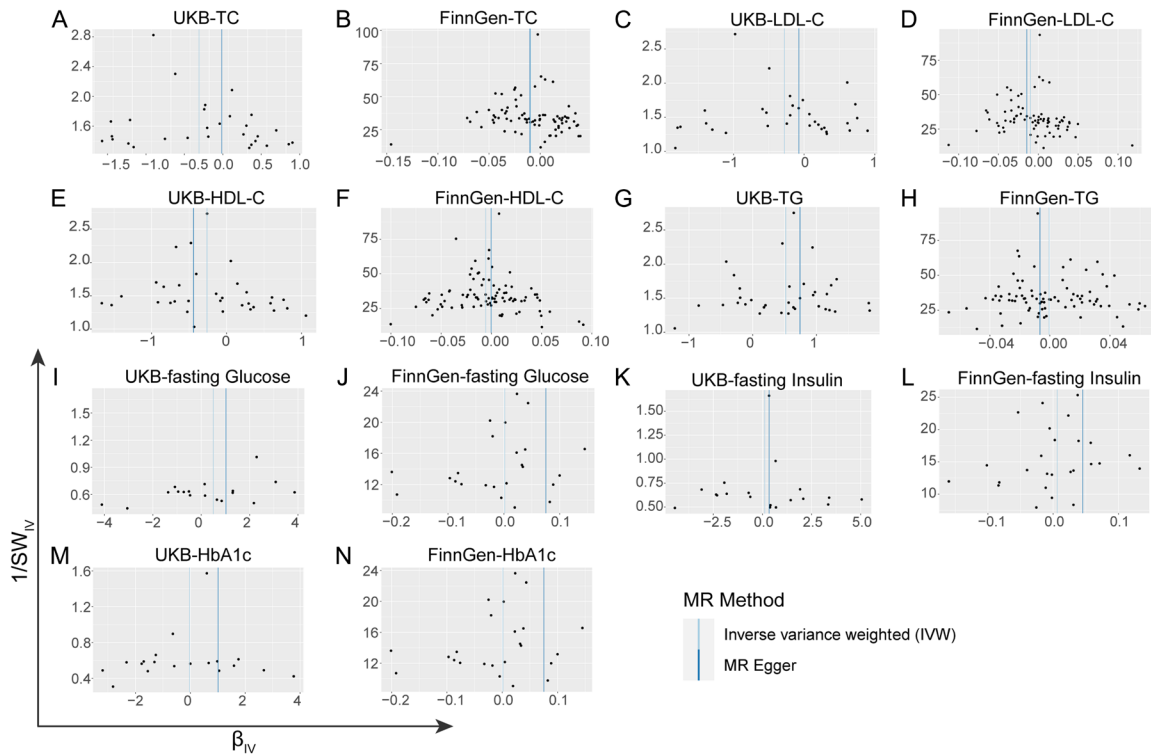 A UKB-TC
2.8
2.4
2.0
1.6
−1.5 −1.0 −0.5 0.0 0.5 1.0
B FinnGen-TC
100
75
50
25
−0.15 −0.10 −0.05 0.00
C UKB-LDL-C
2.5
2.0
1.5
1.0
−1 0 1
D FinnGen-LDL-C
75
50
25
−0.10 −0.05 0.00 0.05 0.10
E UKB-HDL-C
2.5
2.0
1.5
1.0
−1 0 1
F FinnGen-HDL-C
75
50
25
−0.10 −0.05 0.00 0.05 0.10
G UKB-TG
2.5
2.0
1.5
1.0
−1 0 1
H FinnGen-TG
75
50
25
−0.04 0.00 0.04
I UKB-fasting Glucose
1.5
1.2
0.9
0.6
−4 −2 0 2 4
J FinnGen-fasting Glucose
24
20
16
12
−0.2 −0.1 0.0 0.1
K UKB-fasting Insulin
1.50
1.25
1.00
0.75
0.50
−2.5 0.0 2.5 5.0
L FinnGen-fasting Insulin
25
20
15
10
−0.1 0.0 0.1
M UKB-HbA1c
1.6
1.2
0.8
0.4
−2 0 2 4
N FinnGen-HbA1c
24
20
16
12
−0.2 −0.1 0.0 0.1
1/SW_IV
β_IV
MR Method
Inverse variance weighted (IVW)
MR Egger